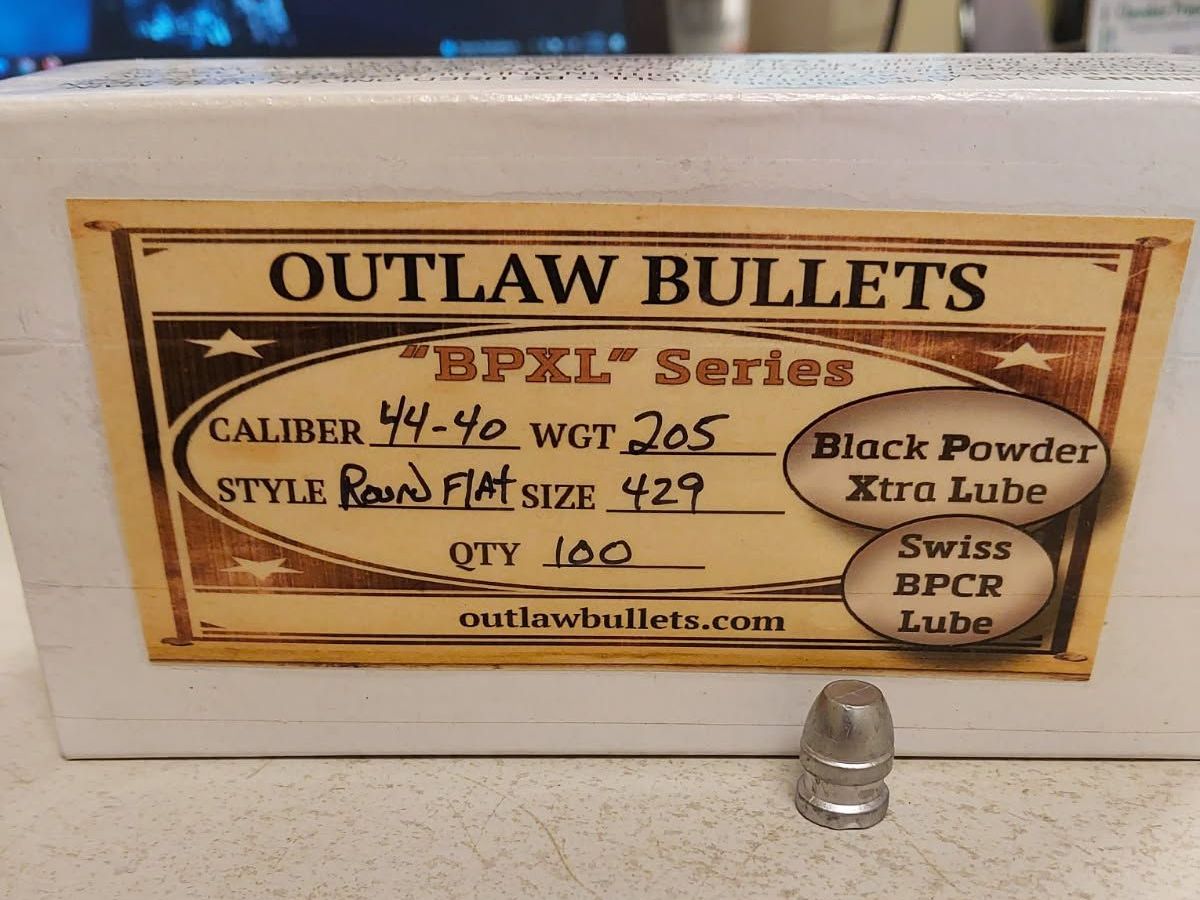 OUTLAW BULLETS
"BPXL" Series
CALIBER 44-40 WGT 205
STYLE Round FlAt SIZE 429
QTY 100
outlawbullets.com
Black Powder
Xtra Lube
Swiss
BPCR
Lube